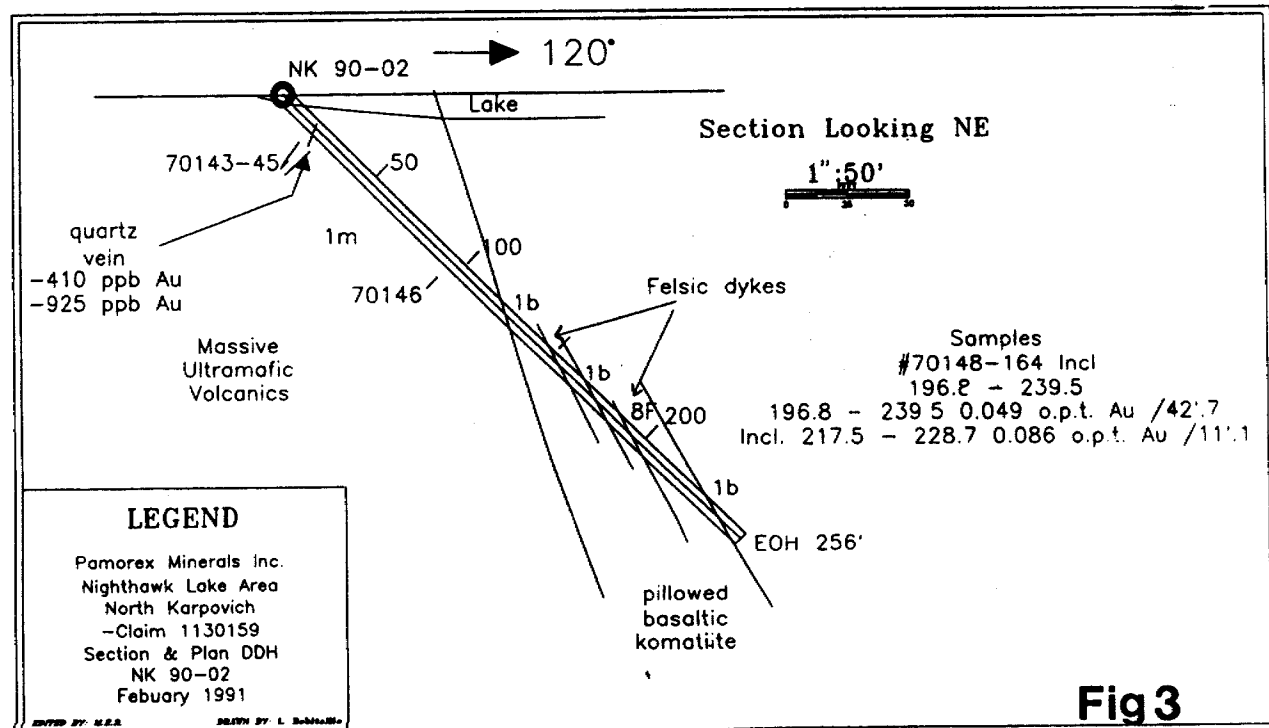 120°
NK 90-02
Lake
Section Looking NE
1":50'
70143-45
50
quartz
vein
-410 ppb Au
-925 ppb Au
1m
100
70146
1b
Felsic dykes
Massive
Ultramafic
Volcanics
1b
8F
200
Samples
#70148-164 Incl
196.8 - 239.5
196.8 - 239 5 0.049 o.p.t. Au /42'.7
Incl. 217.5 - 228.7 0.086 o.p.t. Au /11'.1
1b
EOH 256'
pillowed
basaltic
komatiite
LEGEND
Pamorex Minerals Inc.
Nighthawk Lake Area
North Karpovich
-Claim 1130159
Section & Plan DDH
NK 90-02
Febuary 1991
EDITED BY:
DRAWN BY: L.
Fig 3